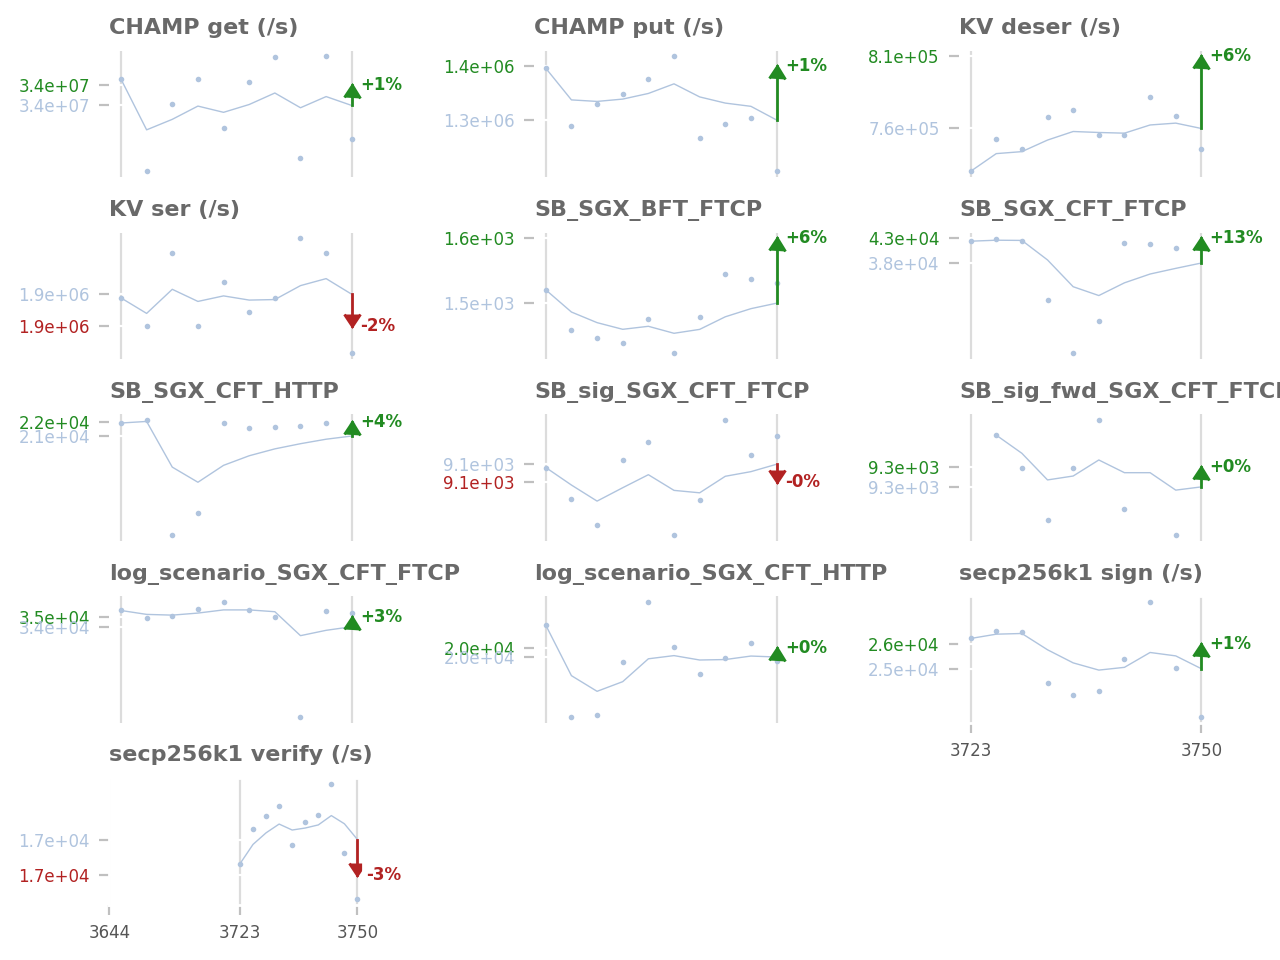 CHAMP get (/s)
3.4e+07
3.4e+07
+1%
CHAMP put (/s)
1.4e+06
1.3e+06
+1%
KV deser (/s)
8.1e+05
7.6e+05
+6%
KV ser (/s)
1.9e+06
1.9e+06
-2%
SB_SGX_BFT_FTCP
1.6e+03
1.5e+03
+6%
SB_SGX_CFT_FTCP
4.3e+04
3.8e+04
+13%
SB_SGX_CFT_HTTP
2.2e+04
2.1e+04
+4%
SB_sig_SGX_CFT_FTCP
9.1e+03
9.1e+03
-0%
SB_sig_fwd_SGX_CFT_FTCP
9.3e+03
9.3e+03
+0%
log_scenario_SGX_CFT_FTCP
3.5e+04
3.4e+04
+3%
log_scenario_SGX_CFT_HTTP
2.0e+04
2.0e+04
+0%
secp256k1 sign (/s)
2.6e+04
2.5e+04
+1%
3723
3750
secp256k1 verify (/s)
1.7e+04
1.7e+04
-3%
3644
3723
3750